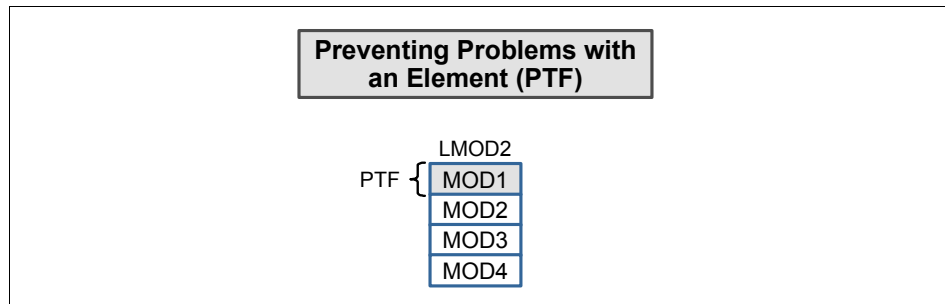 Preventing Problems with
an Element (PTF)
LMOD2
PTF { MOD1
MOD2
MOD3
MOD4